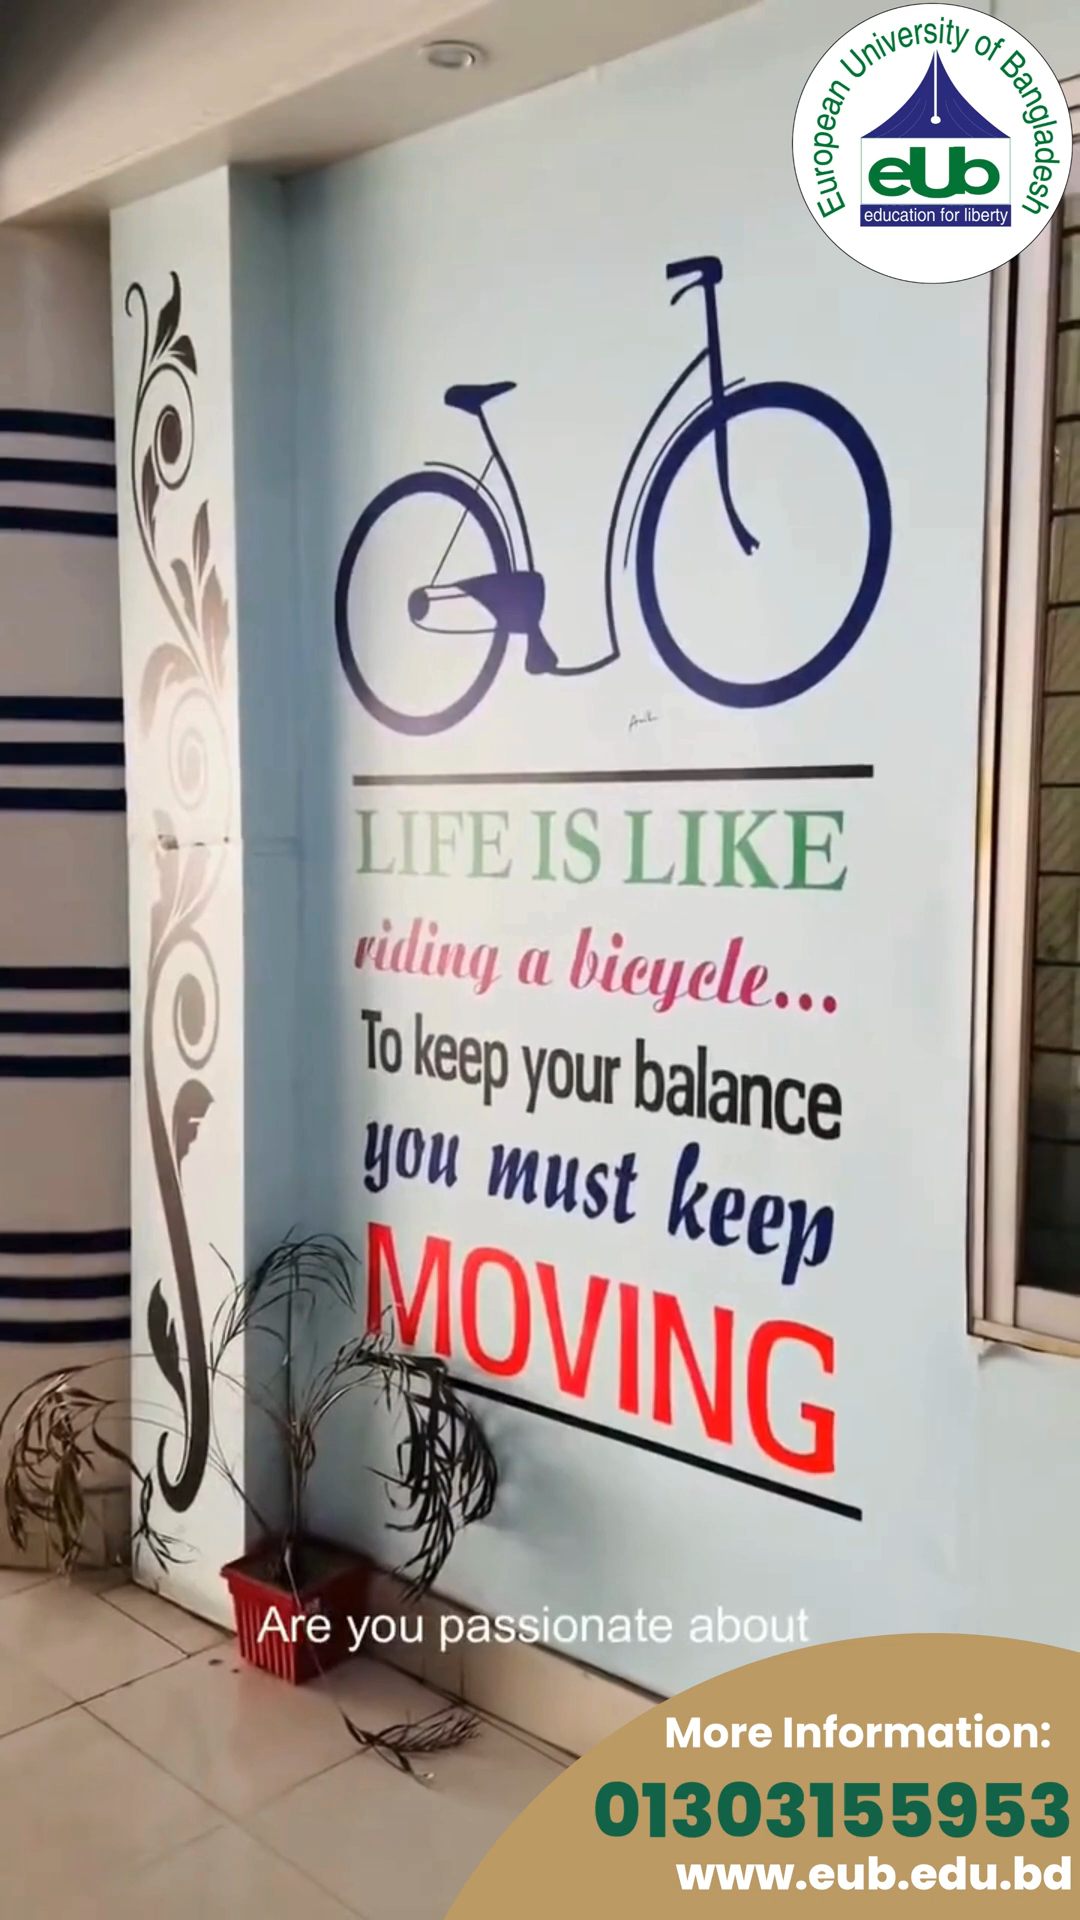 European University of Bangladesh
eUb
education for liberty
LIFE IS LIKE
riding a bicycle...
To keep your balance
you must keep
MOVING
Are you passionate about
More Information:
01303155953
www.eub.edu.bd